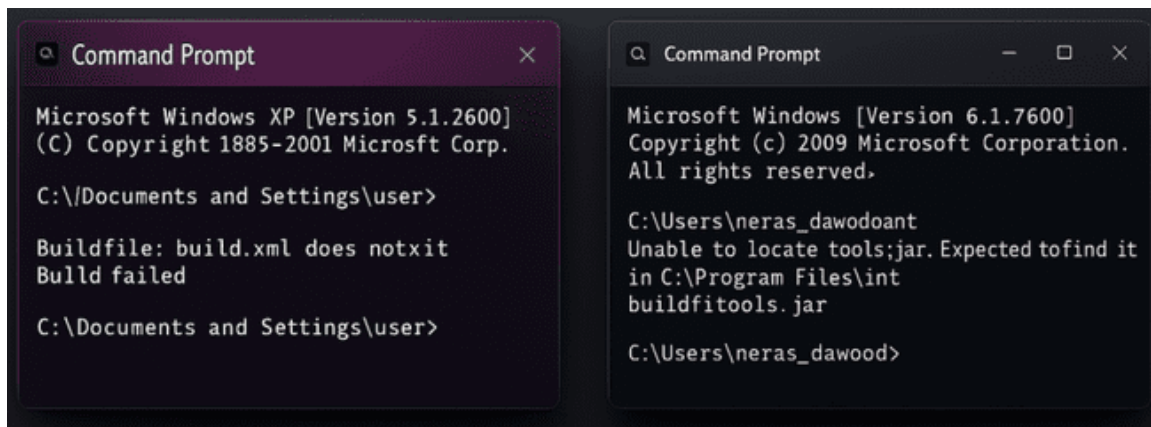 Command Prompt
Microsoft Windows XP [Version 5.1.2600]
(C) Copyright 1885-2001 Microsft Corp.
C:\/Documents and Settings\user>
Buildfile: build.xml does notxit
Bulld failed
C:\Documents and Settings\user>
Command Prompt
Microsoft Windows [Version 6.1.7600]
Copyright (c) 2009 Microsoft Corporation.
All rights reserved.
C:\Users\neras_dawodoant
Unable to locate tools;jar. Expected tofind it
in C:\Program Files\int
buildfitools.jar
C:\Users\neras_dawood>